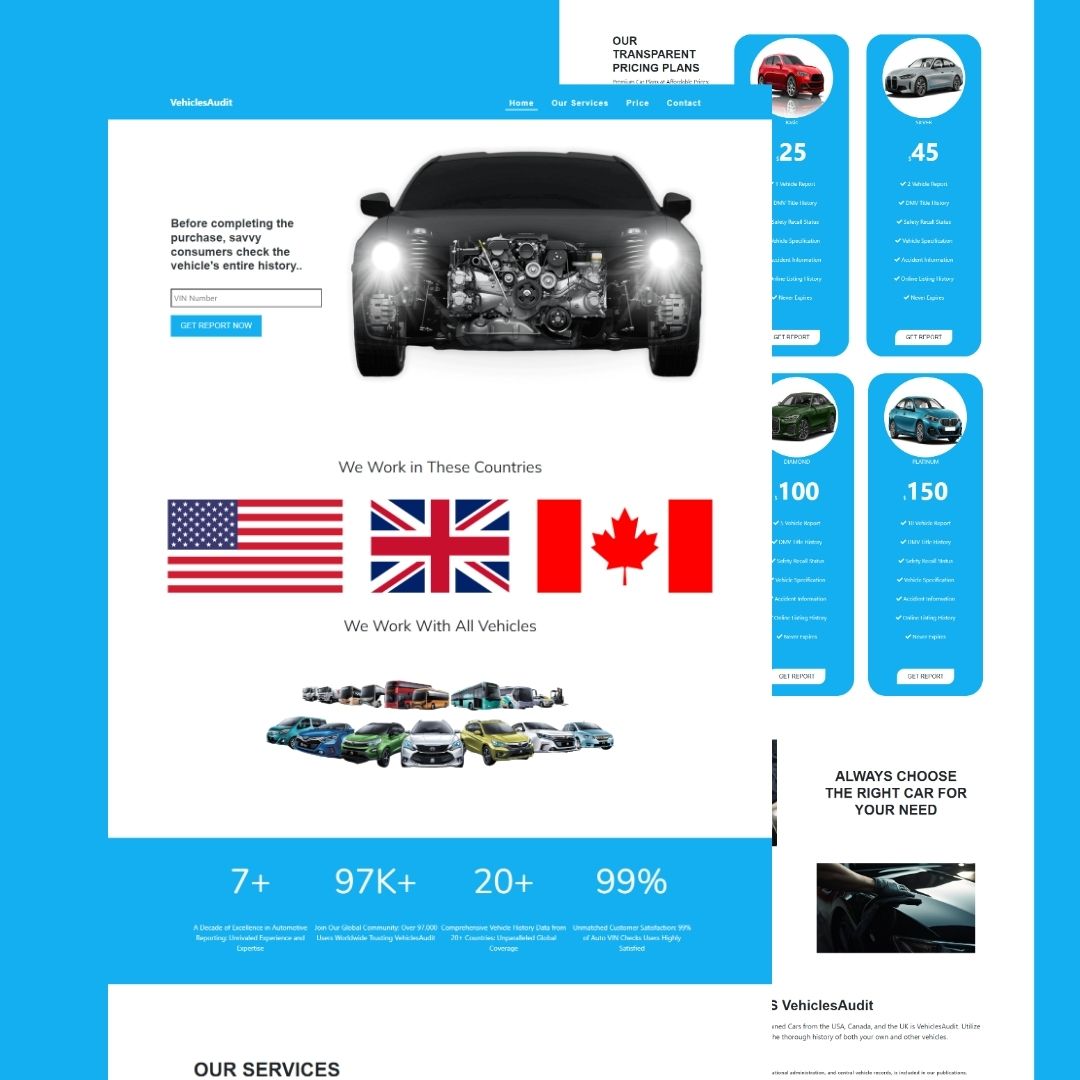 VehiclesAudit
Home Our Services Price Contact
Before completing the
purchase, savvy
consumers check the
vehicle's entire history..
VIN Number
GET REPORT NOW
We Work in These Countries
We Work With All Vehicles
7+
A Decade of Excellence in Automotive
Reporting: Unrivaled Experience and
Expertise
97K+
Join Our Global Community: Over 97,000
Users Worldwide Trusting VehiclesAudit
20+
Comprehensive Vehicle History Data from
20+ Countries: Unparalleled Global
Coverage
99%
Unmatched Customer Satisfaction: 99%
of Auto VIN Checks Users Highly
Satisfied
OUR SERVICES
OUR
TRANSPARENT
PRICING PLANS
Premium Car Plans at Affordable Prices:
Basic
$25
1 Vehicle Report
DMV Title History
Safety Recall Status
Vehicle Specification
Accident Information
Online Listing History
Never Expires
GET REPORT
SILVER
$45
2 Vehicle Report
DMV Title History
Safety Recall Status
Vehicle Specification
Accident Information
Online Listing History
Never Expires
GET REPORT
DIAMOND
$100
5 Vehicle Report
DMV Title History
Safety Recall Status
Vehicle Specification
Accident Information
Online Listing History
Never Expires
GET REPORT
PLATINUM
$150
10 Vehicle Report
DMV Title History
Safety Recall Status
Vehicle Specification
Accident Information
Online Listing History
Never Expires
GET REPORT
ALWAYS CHOOSE
THE RIGHT CAR FOR
YOUR NEED
S VehiclesAudit
wned Cars from the USA, Canada, and the UK is VehiclesAudit. Utilize
he thorough history of both your own and other vehicles.
ational administration, and central vehicle records, is included in our publications.